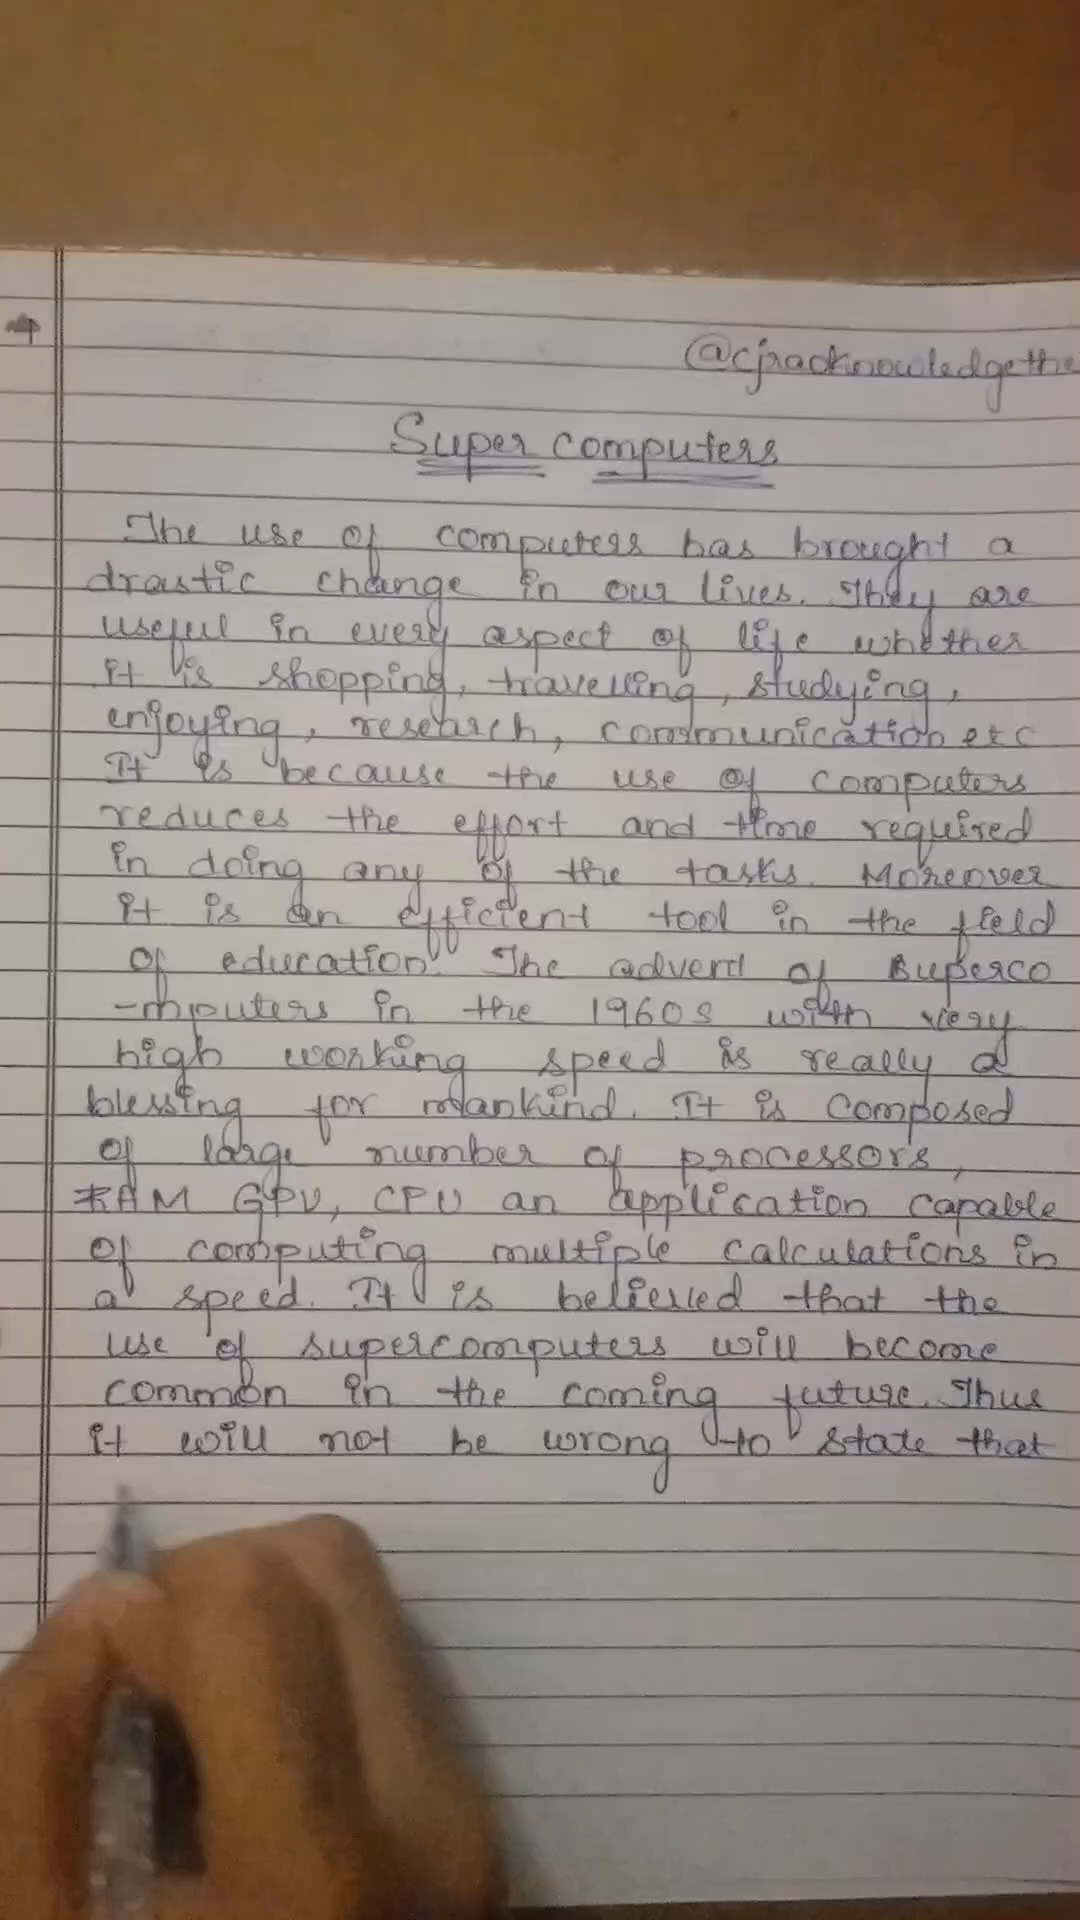 @cjracknowledgethe
Super computers
The use of computers has brought a
drastic change in our lives. They are
useful in every aspect of life whether
it is shopping, travelling, studying,
enjoying, research, communication etc
It is because the use of computers
reduces the effort and time required
in doing any of the tasks. Moreover
it is an efficient tool in the field
of education. The advent of superco
-mputers in the 1960s with very
high working speed is really a
blessing for mankind. It is composed
of large number of processors,
RAM GPU, CPU an application capable
of computing multiple calculations in
a speed. It is believed that the
use of supercomputers will become
common in the coming future. Thus
it will not be wrong to state that